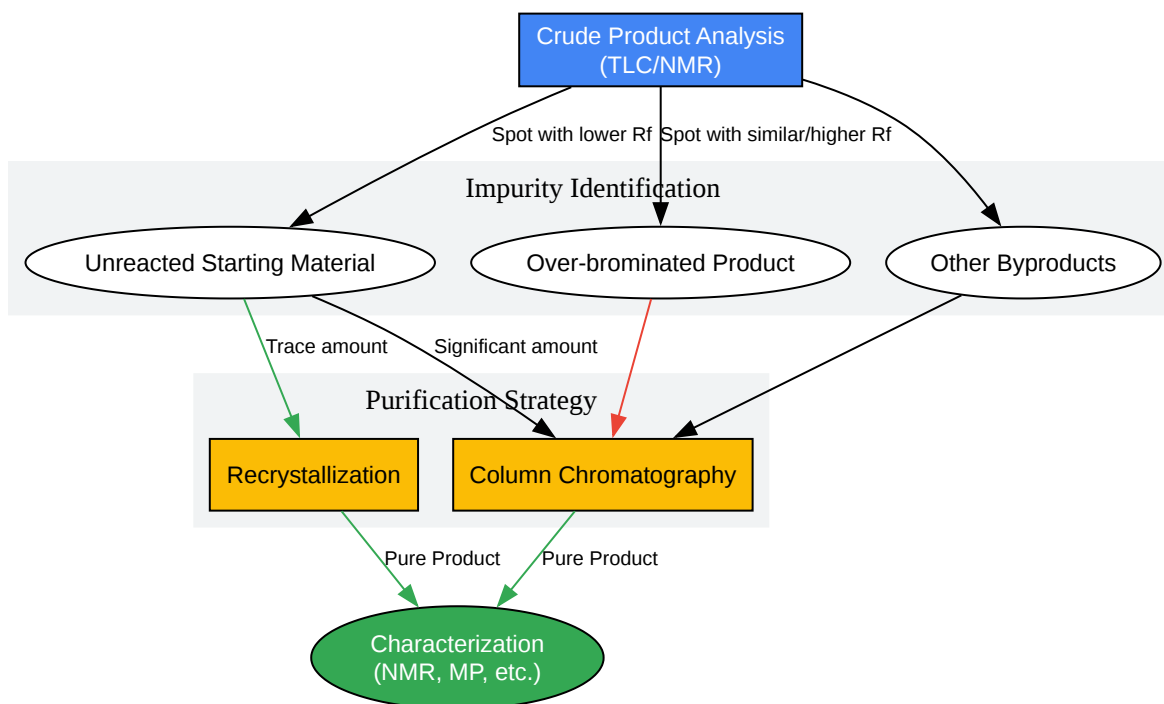 Crude Product Analysis
(TLC/NMR)
Spot with lower Rf
Spot with similar/higher Rf
Impurity Identification
Unreacted Starting Material
Over-brominated Product
Other Byproducts
Trace amount
Significant amount
Purification Strategy
Recrystallization
Column Chromatography
Pure Product
Pure Product
Characterization
(NMR, MP, etc.)